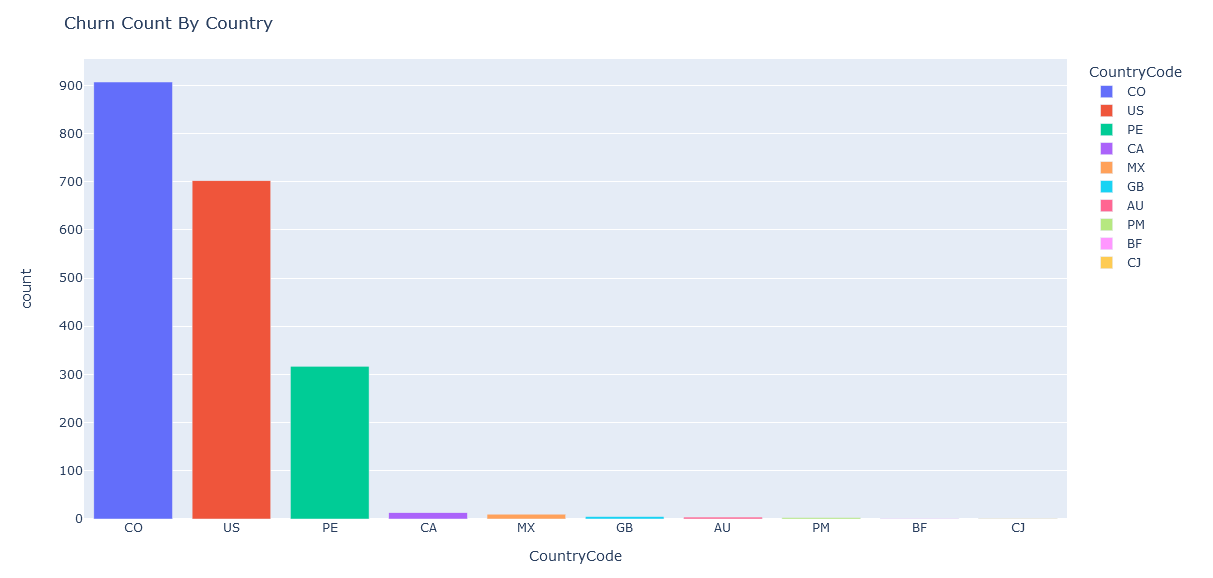 Churn Count By Country
count
900
800
700
600
500
400
300
200
100
0
CO US PE CA MX GB AU PM BF CJ
CountryCode
CountryCode
CO
US
PE
CA
MX
GB
AU
PM
BF
CJ